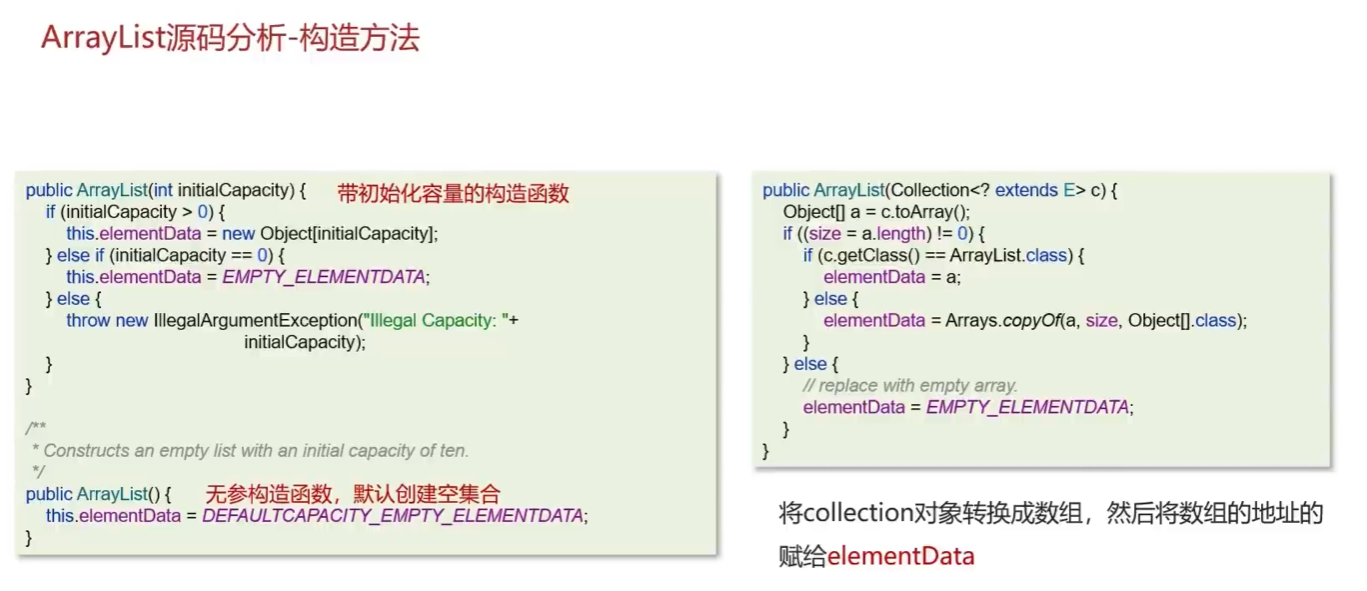 ArrayList源码分析-构造方法
public ArrayList(int initialCapacity) { 带初始化容量的构造函数
if (initialCapacity > 0) {
this.elementData = new Object[initialCapacity];
} else if (initialCapacity == 0) {
this.elementData = EMPTY_ELEMENTDATA;
} else {
throw new IllegalArgumentException("Illegal Capacity: "+
initialCapacity);
}
}
/**
* Constructs an empty list with an initial capacity of ten.
*/
public ArrayList() { 无参构造函数，默认创建空集合
this.elementData = DEFAULTCAPACITY_EMPTY_ELEMENTDATA;
}
public ArrayList(Collection<? extends E> c) {
Object[] a = c.toArray();
if ((size = a.length) != 0) {
if (c.getClass() == ArrayList.class) {
elementData = a;
} else {
elementData = Arrays.copyOf(a, size, Object[].class);
}
} else {
// replace with empty array.
elementData = EMPTY_ELEMENTDATA;
}
}
将collection对象转换成数组，然后将数组的地址的
赋给elementData